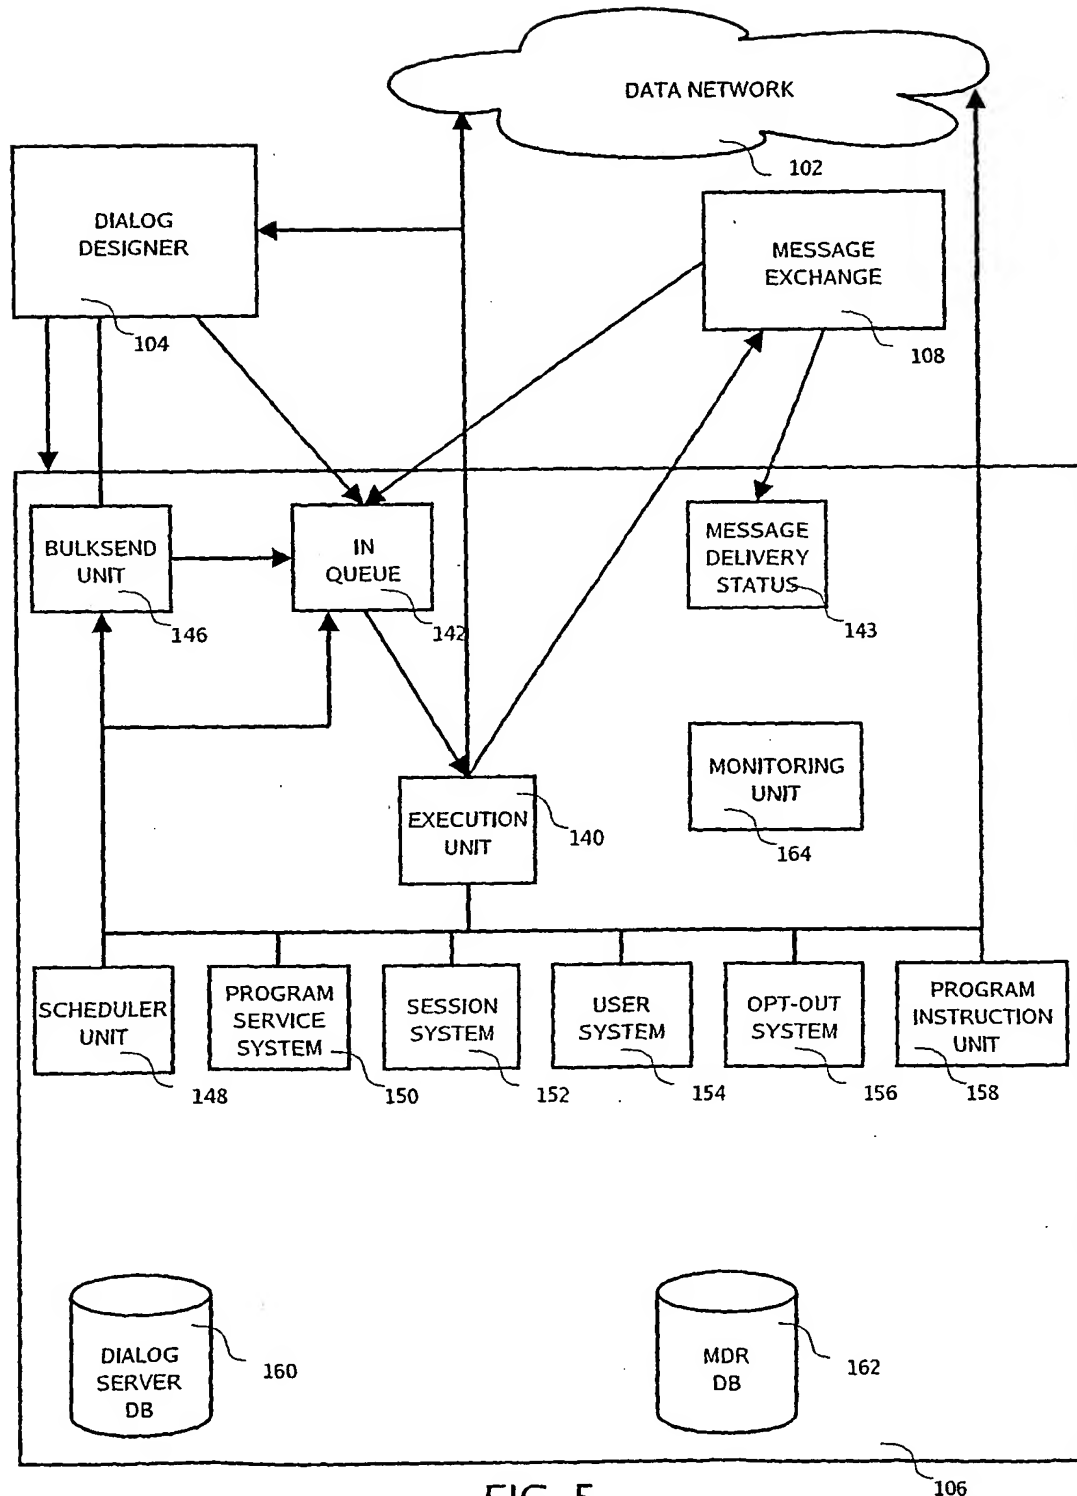 DATA NETWORK
102
DIALOG
DESIGNER
104
MESSAGE
EXCHANGE
108
BULKSEND
UNIT
146
IN
QUEUE
142
MESSAGE
DELIVERY
STATUS
143
MONITORING
UNIT
164
EXECUTION
UNIT
140
SCHEDULER
UNIT
148
PROGRAM
SERVICE
SYSTEM
150
SESSION
SYSTEM
152
USER
SYSTEM
154
OPT-OUT
SYSTEM
156
PROGRAM
INSTRUCTION
UNIT
158
DIALOG
SERVER
DB
160
MDR
DB
162
106
FIG. 5